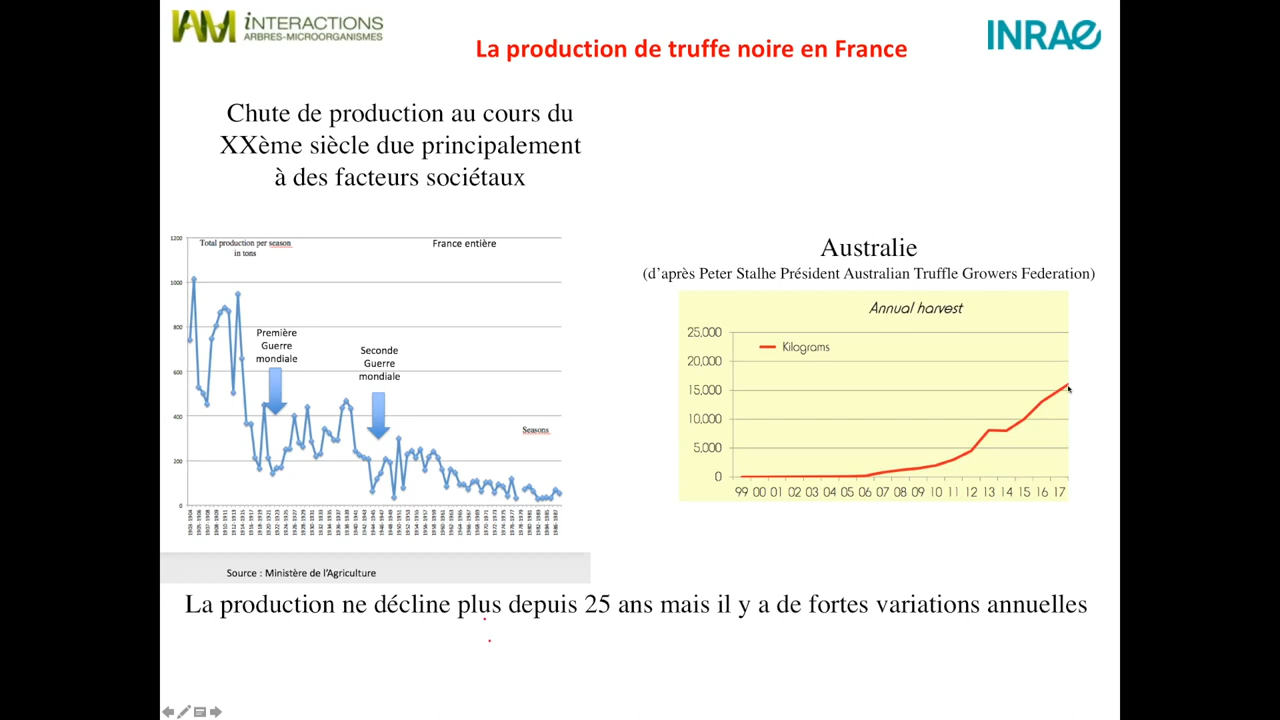 iNTERACTIONS
IAM
ARBRES-MICROORGANISMES
INRAE
La production de truffe noire en France
Chute de production au cours du
XXème siècle due principalement
à des facteurs sociétaux
Total production per season
in tons
France entière
1200
1000
800
600
400
200
0
Première
Guerre
mondiale
Seconde
Guerre
mondiale
Seasons
Source : Ministère de l'Agriculture
Australie
(d'après Peter Stalhe Président Australian Truffle Growers Federation)
Annual harvest
Kilograms
25,000
20,000
15,000
10,000
5,000
0
99 00 01 02 03 04 05 06 07 08 09 10 11 12 13 14 15 16 17
La production ne décline plus depuis 25 ans mais il y a de fortes variations annuelles